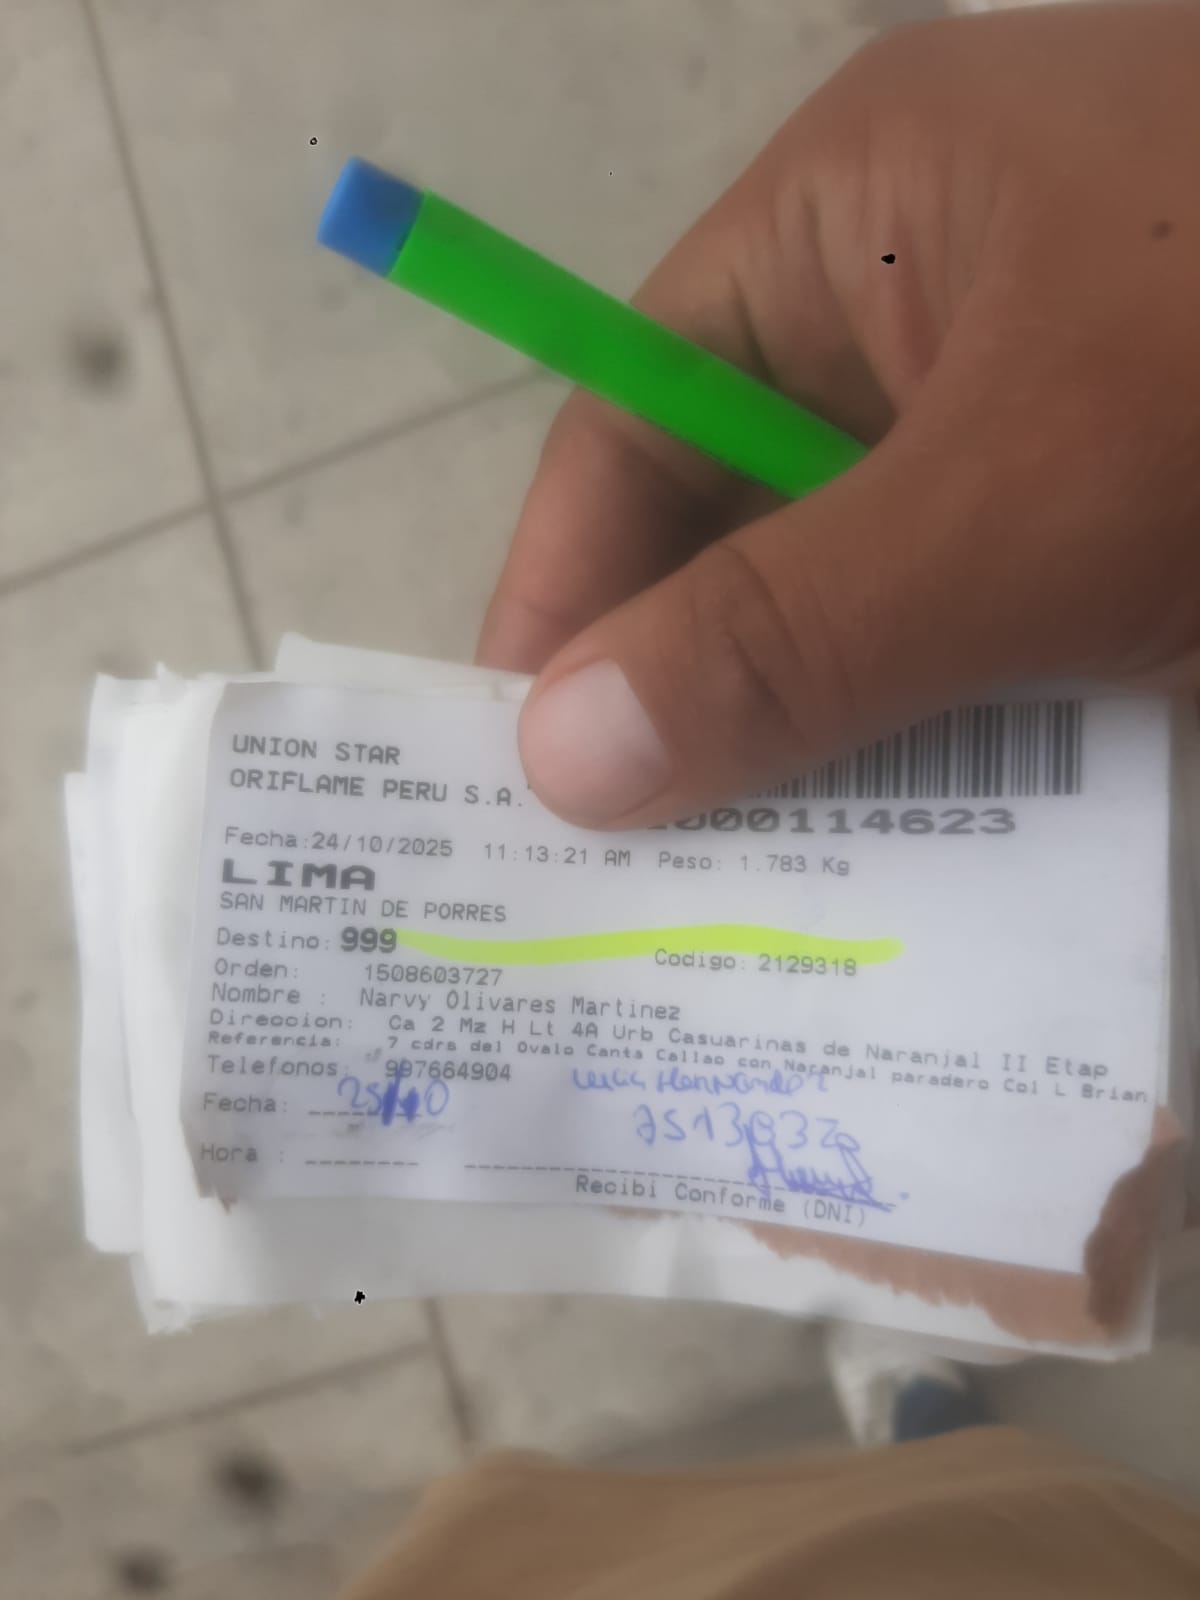 UNION STAR
ORIFLAME PERU S.A.
000114623
Fecha:24/10/2025 11:13:21 AM Peso: 1.783 Kg
LIMA
SAN MARTIN DE PORRES
Destino: 999 Codigo: 2129318
Orden: 1508603727
Nombre : Narvy Olivares Martinez
Direccion: Ca 2 Mz H Lt 4A Urb Casuarinas de Naranjal II Etap
Referencia: 7 cdrs del Ovalo Canta Callao con Naranjal paradero Col L Brian
Telefonos: 997664904
Fecha: 25/10
Hora :
Recibi Conforme (DNI)